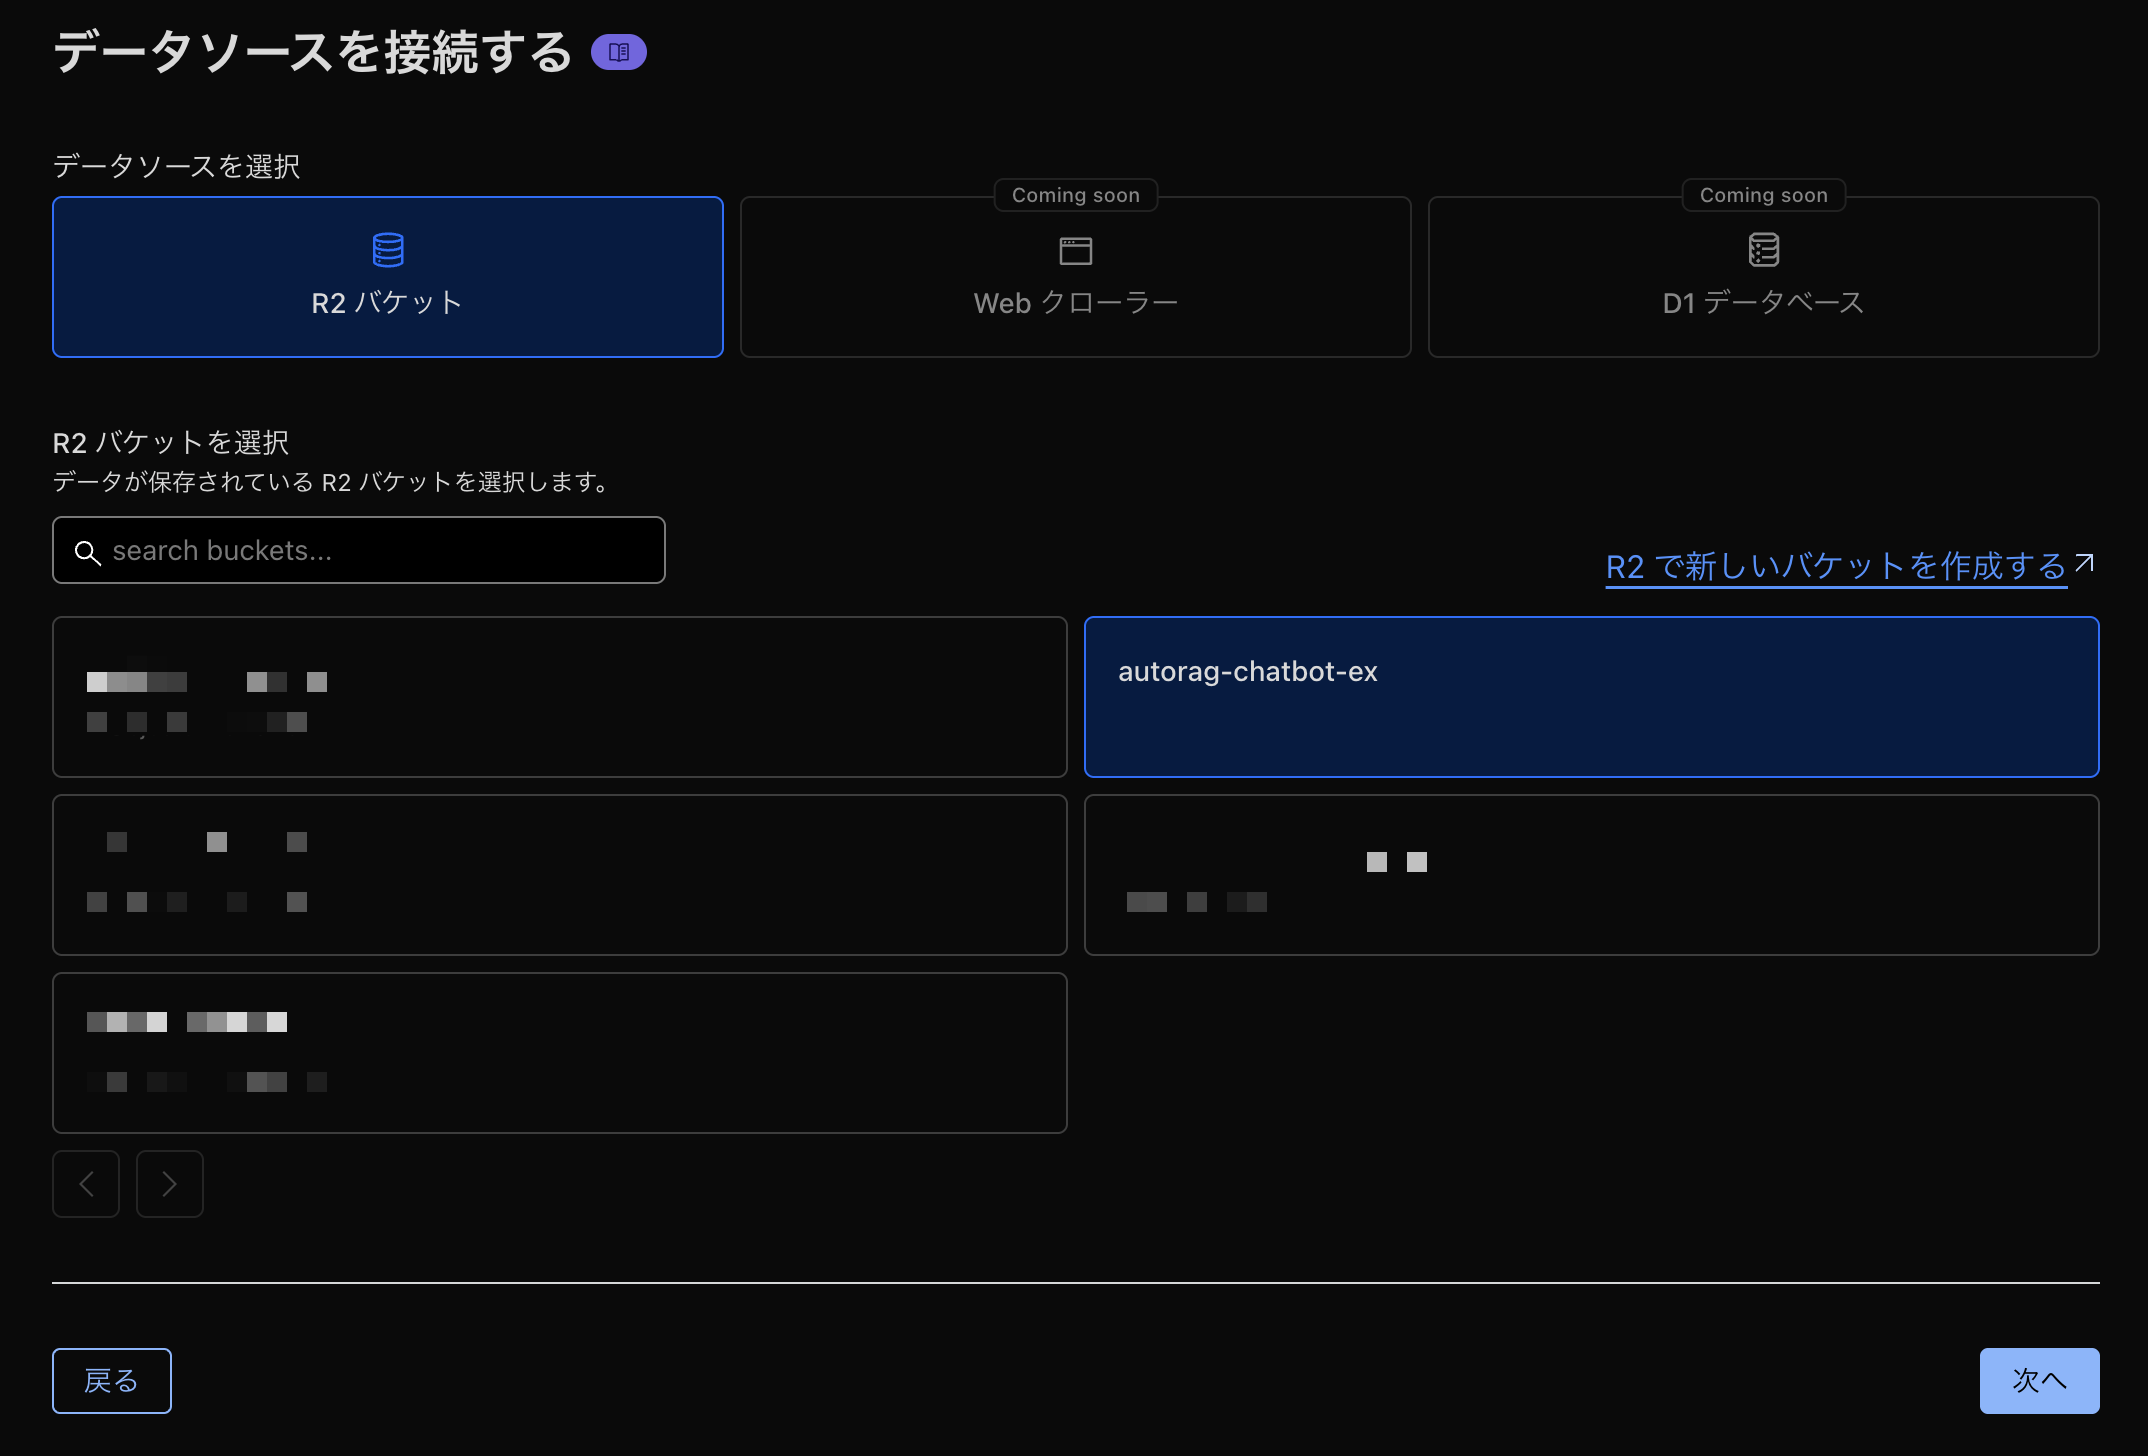 データソースを接続する
データソースを選択
R2 バケット
Coming soon
Web クローラー
Coming soon
D1 データベース
R2 バケットを選択
データが保存されている R2 バケットを選択します。
search buckets...
R2 で新しいバケットを作成する
autorag-chatbot-ex
戻る
次へ